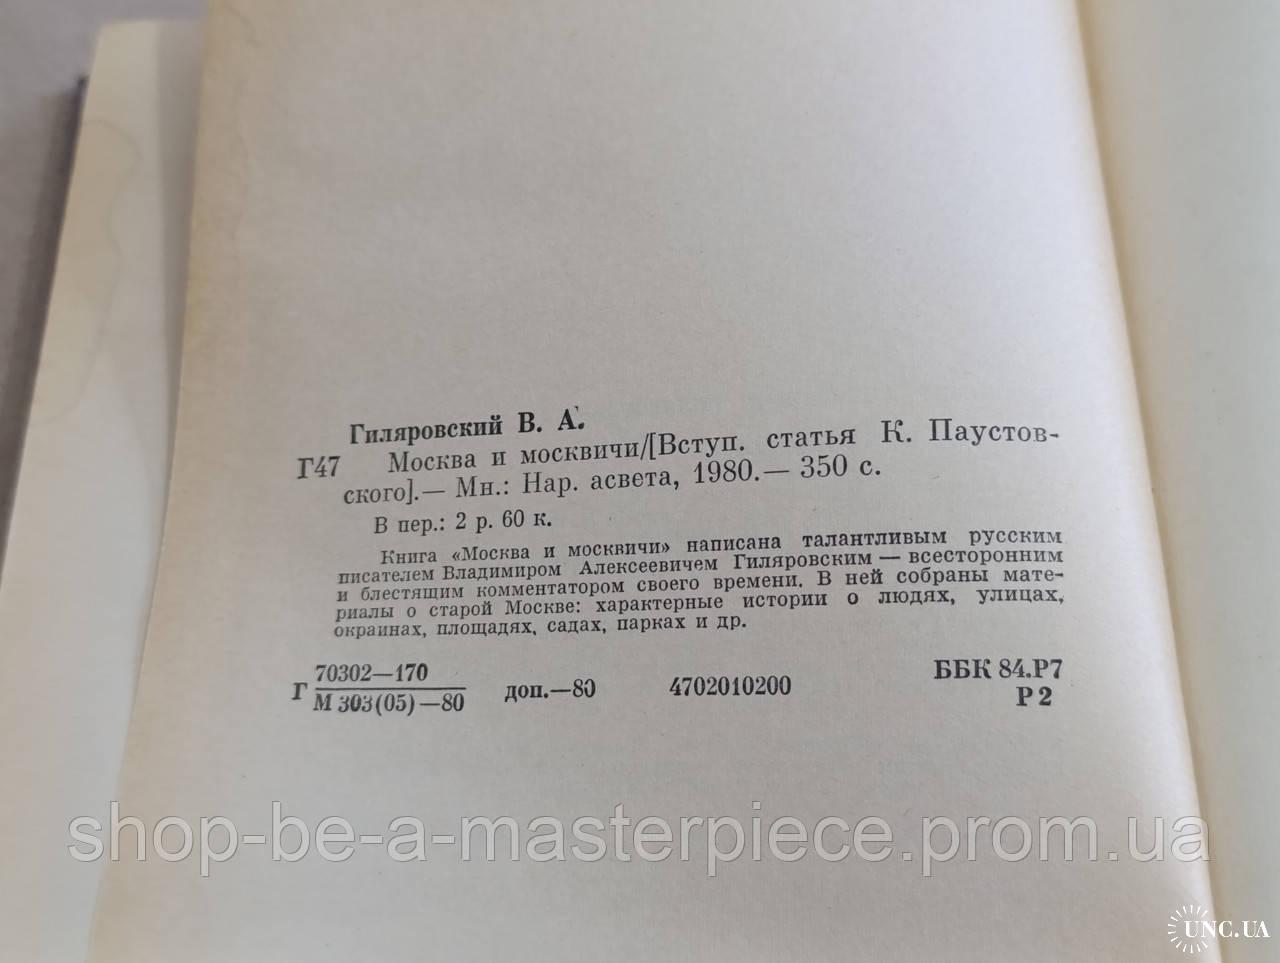 Гиляровский В. А.
Г47 Москва и москвичи/[Вступ. статья К. Паустов-
ского].— Мн.: Нар. асвета, 1980.— 350 с.
В пер.: 2 р. 60 к.
Книга «Москва и москвичи» написана талантливым русским
писателем Владимиром Алексеевичем Гиляровским — всесторонним
и блестящим комментатором своего времени. В ней собраны мате-
риалы о старой Москве: характерные истории о людях, улицах,
окраинах, площадях, садах, парках и др.
Г 70302—170
М 303(05)—80
доп.—80
4702010200
ББК 84.Р7
Р 2
shop-be-a-masterpiece.prom.ua
UNC.UA